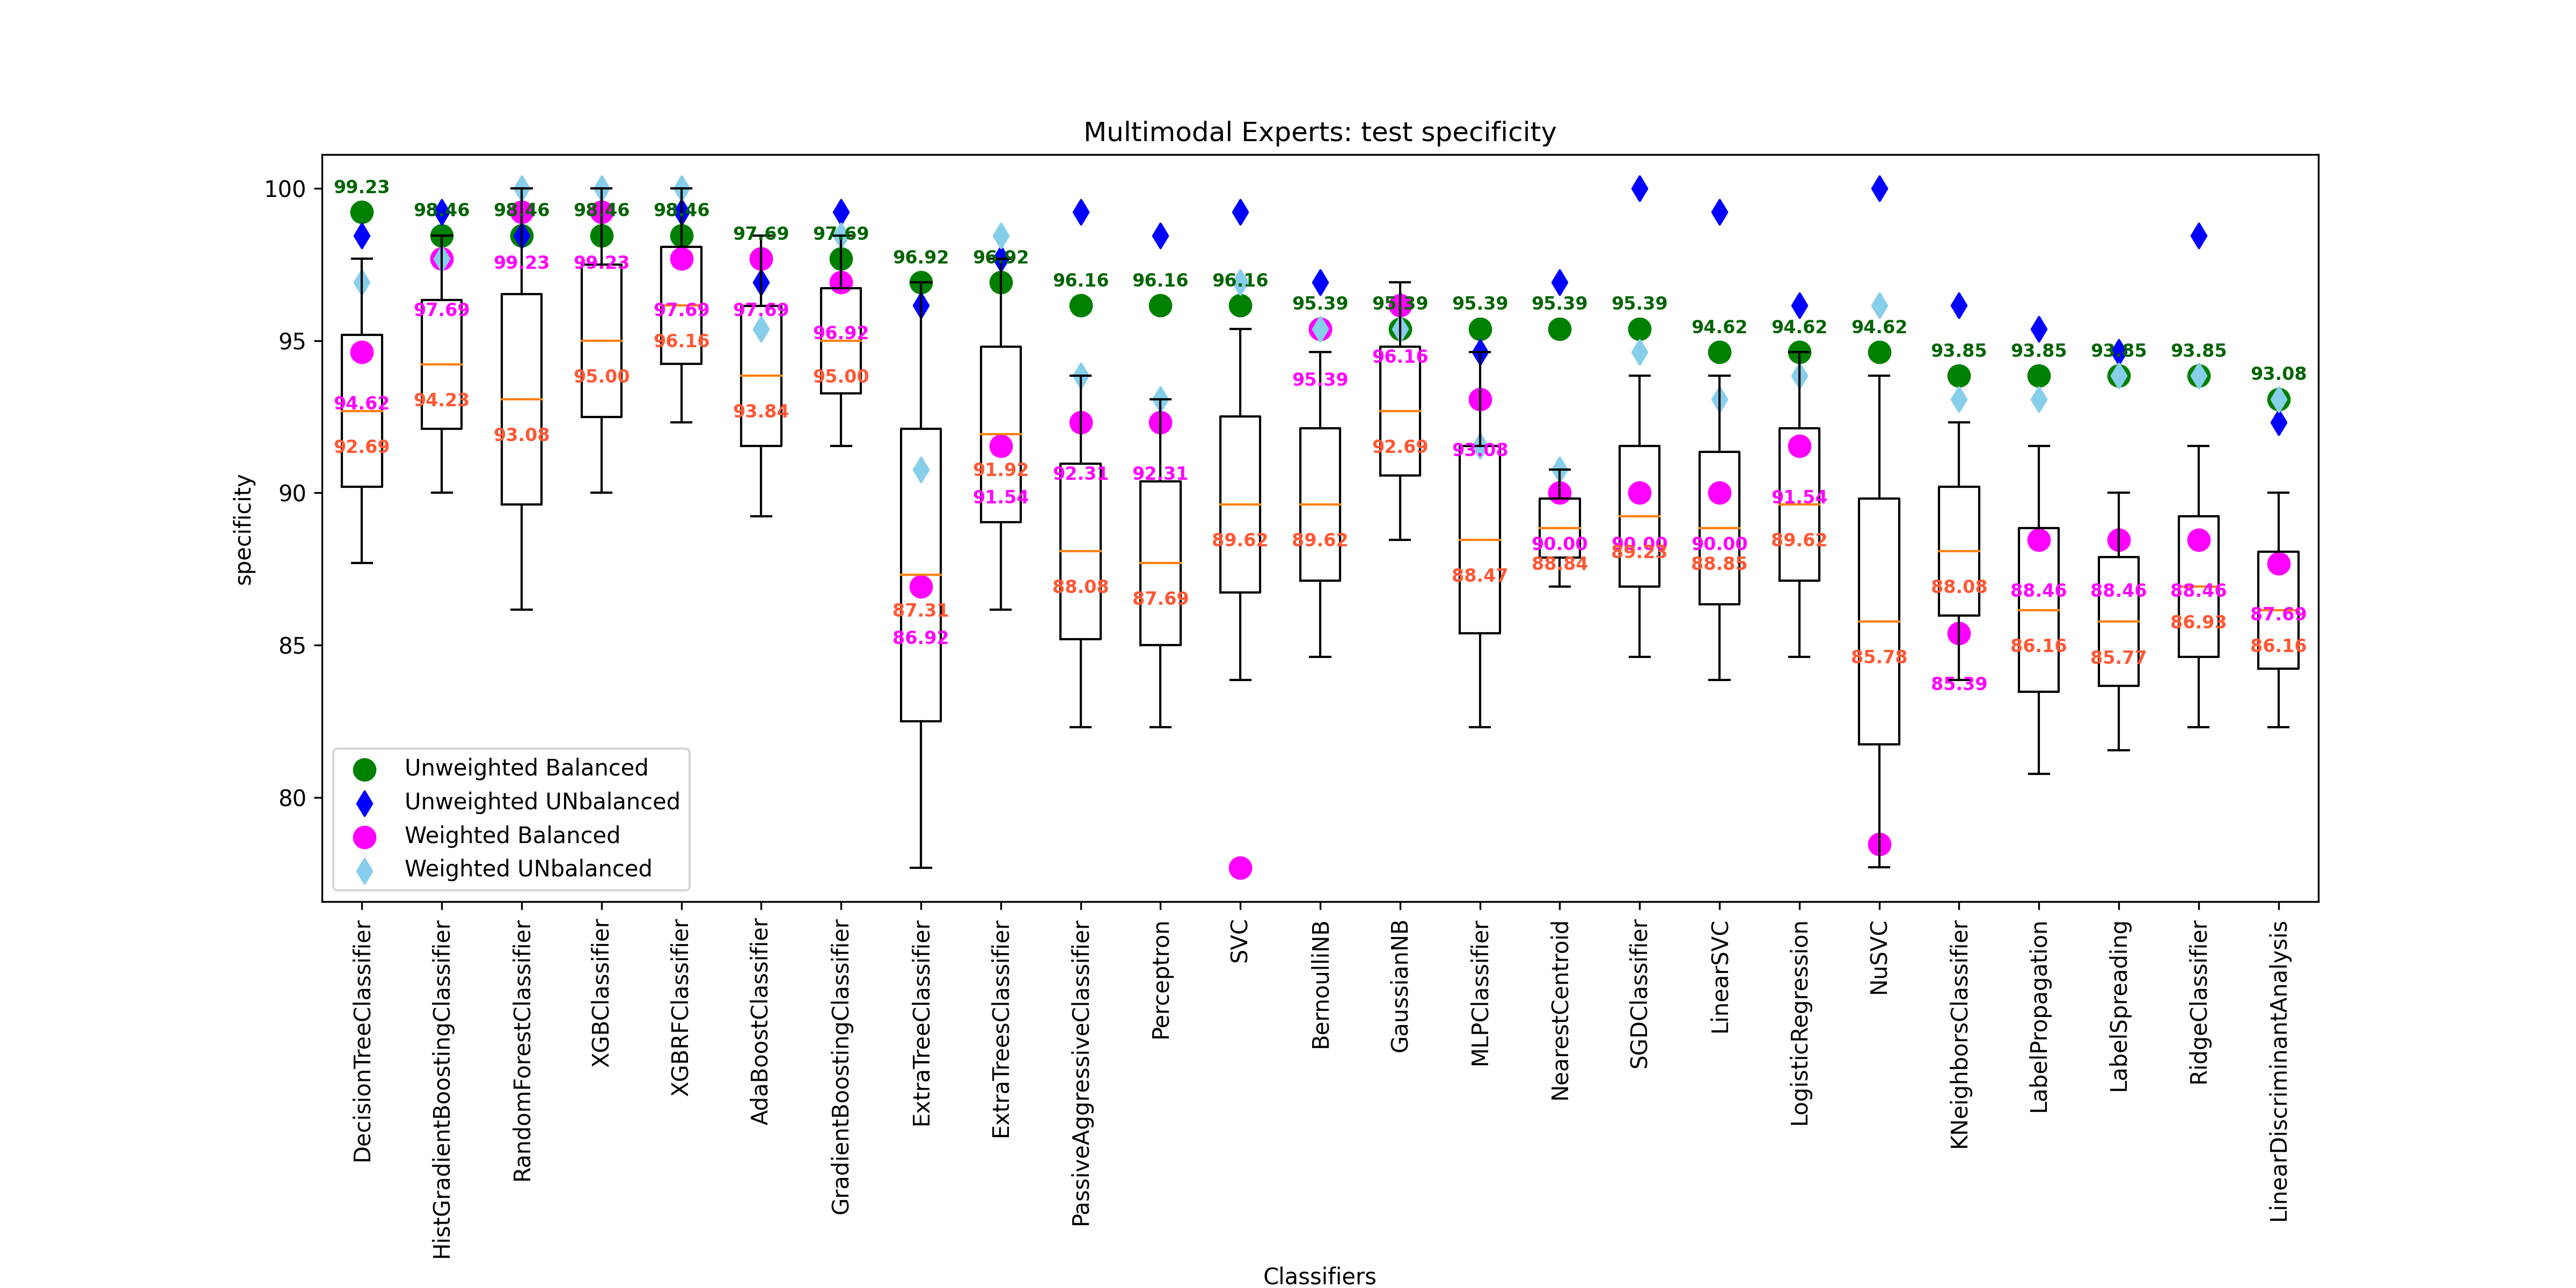 Multimodal Experts: test specificity
specificity
100
95
90
85
80
99.23
98.46
98.46
98.46
98.46
97.69
97.69
96.92
96.92
96.16
96.16
96.16
95.39
95.39
95.39
95.39
95.39
94.62
94.62
94.62
93.85
93.85
93.85
93.85
93.08
94.62
97.69
99.23
99.23
97.69
97.69
96.92
86.92
91.54
92.31
92.31
95.39
96.16
93.08
90.00
90.00
90.00
91.54
85.39
88.46
88.46
88.46
87.69
92.69
94.23
93.08
95.00
96.16
93.84
95.00
87.31
91.92
88.08
87.69
89.62
89.62
92.69
88.47
88.84
89.23
88.85
89.62
85.78
88.08
86.16
85.77
86.93
86.16
Unweighted Balanced
Unweighted UNbalanced
Weighted Balanced
Weighted UNbalanced
DecisionTreeClassifier
HistGradientBoostingClassifier
RandomForestClassifier
XGBClassifier
XGBRFClassifier
AdaBoostClassifier
GradientBoostingClassifier
ExtraTreeClassifier
ExtraTreesClassifier
PassiveAggressiveClassifier
Perceptron
SVC
BernoulliNB
GaussianNB
MLPClassifier
NearestCentroid
SGDClassifier
LinearSVC
LogisticRegression
NuSVC
KNeighborsClassifier
LabelPropagation
LabelSpreading
RidgeClassifier
LinearDiscriminantAnalysis
Classifiers